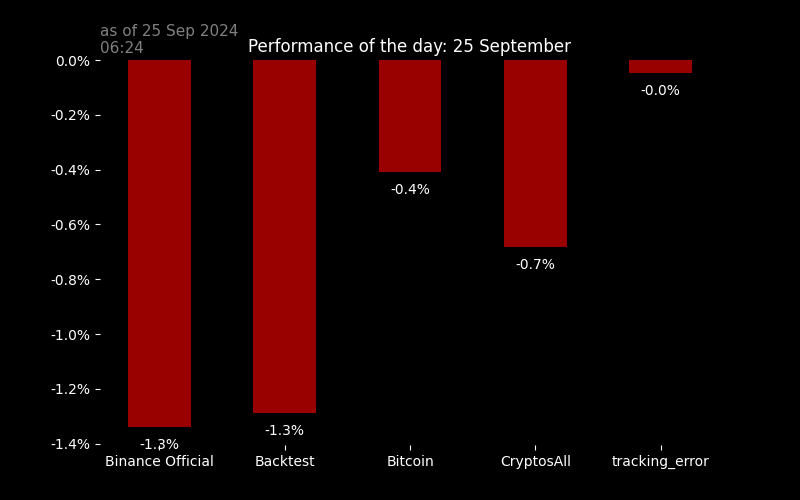 as of 25 Sep 2024
06:24
Performance of the day: 25 September
0.0%
-0.2%
-0.4%
-0.6%
-0.8%
-1.0%
-1.2%
-1.4%
-1.3%
-1.3%
-0.4%
-0.7%
-0.0%
Binance Official
Backtest
Bitcoin
CryptosAll
tracking_error